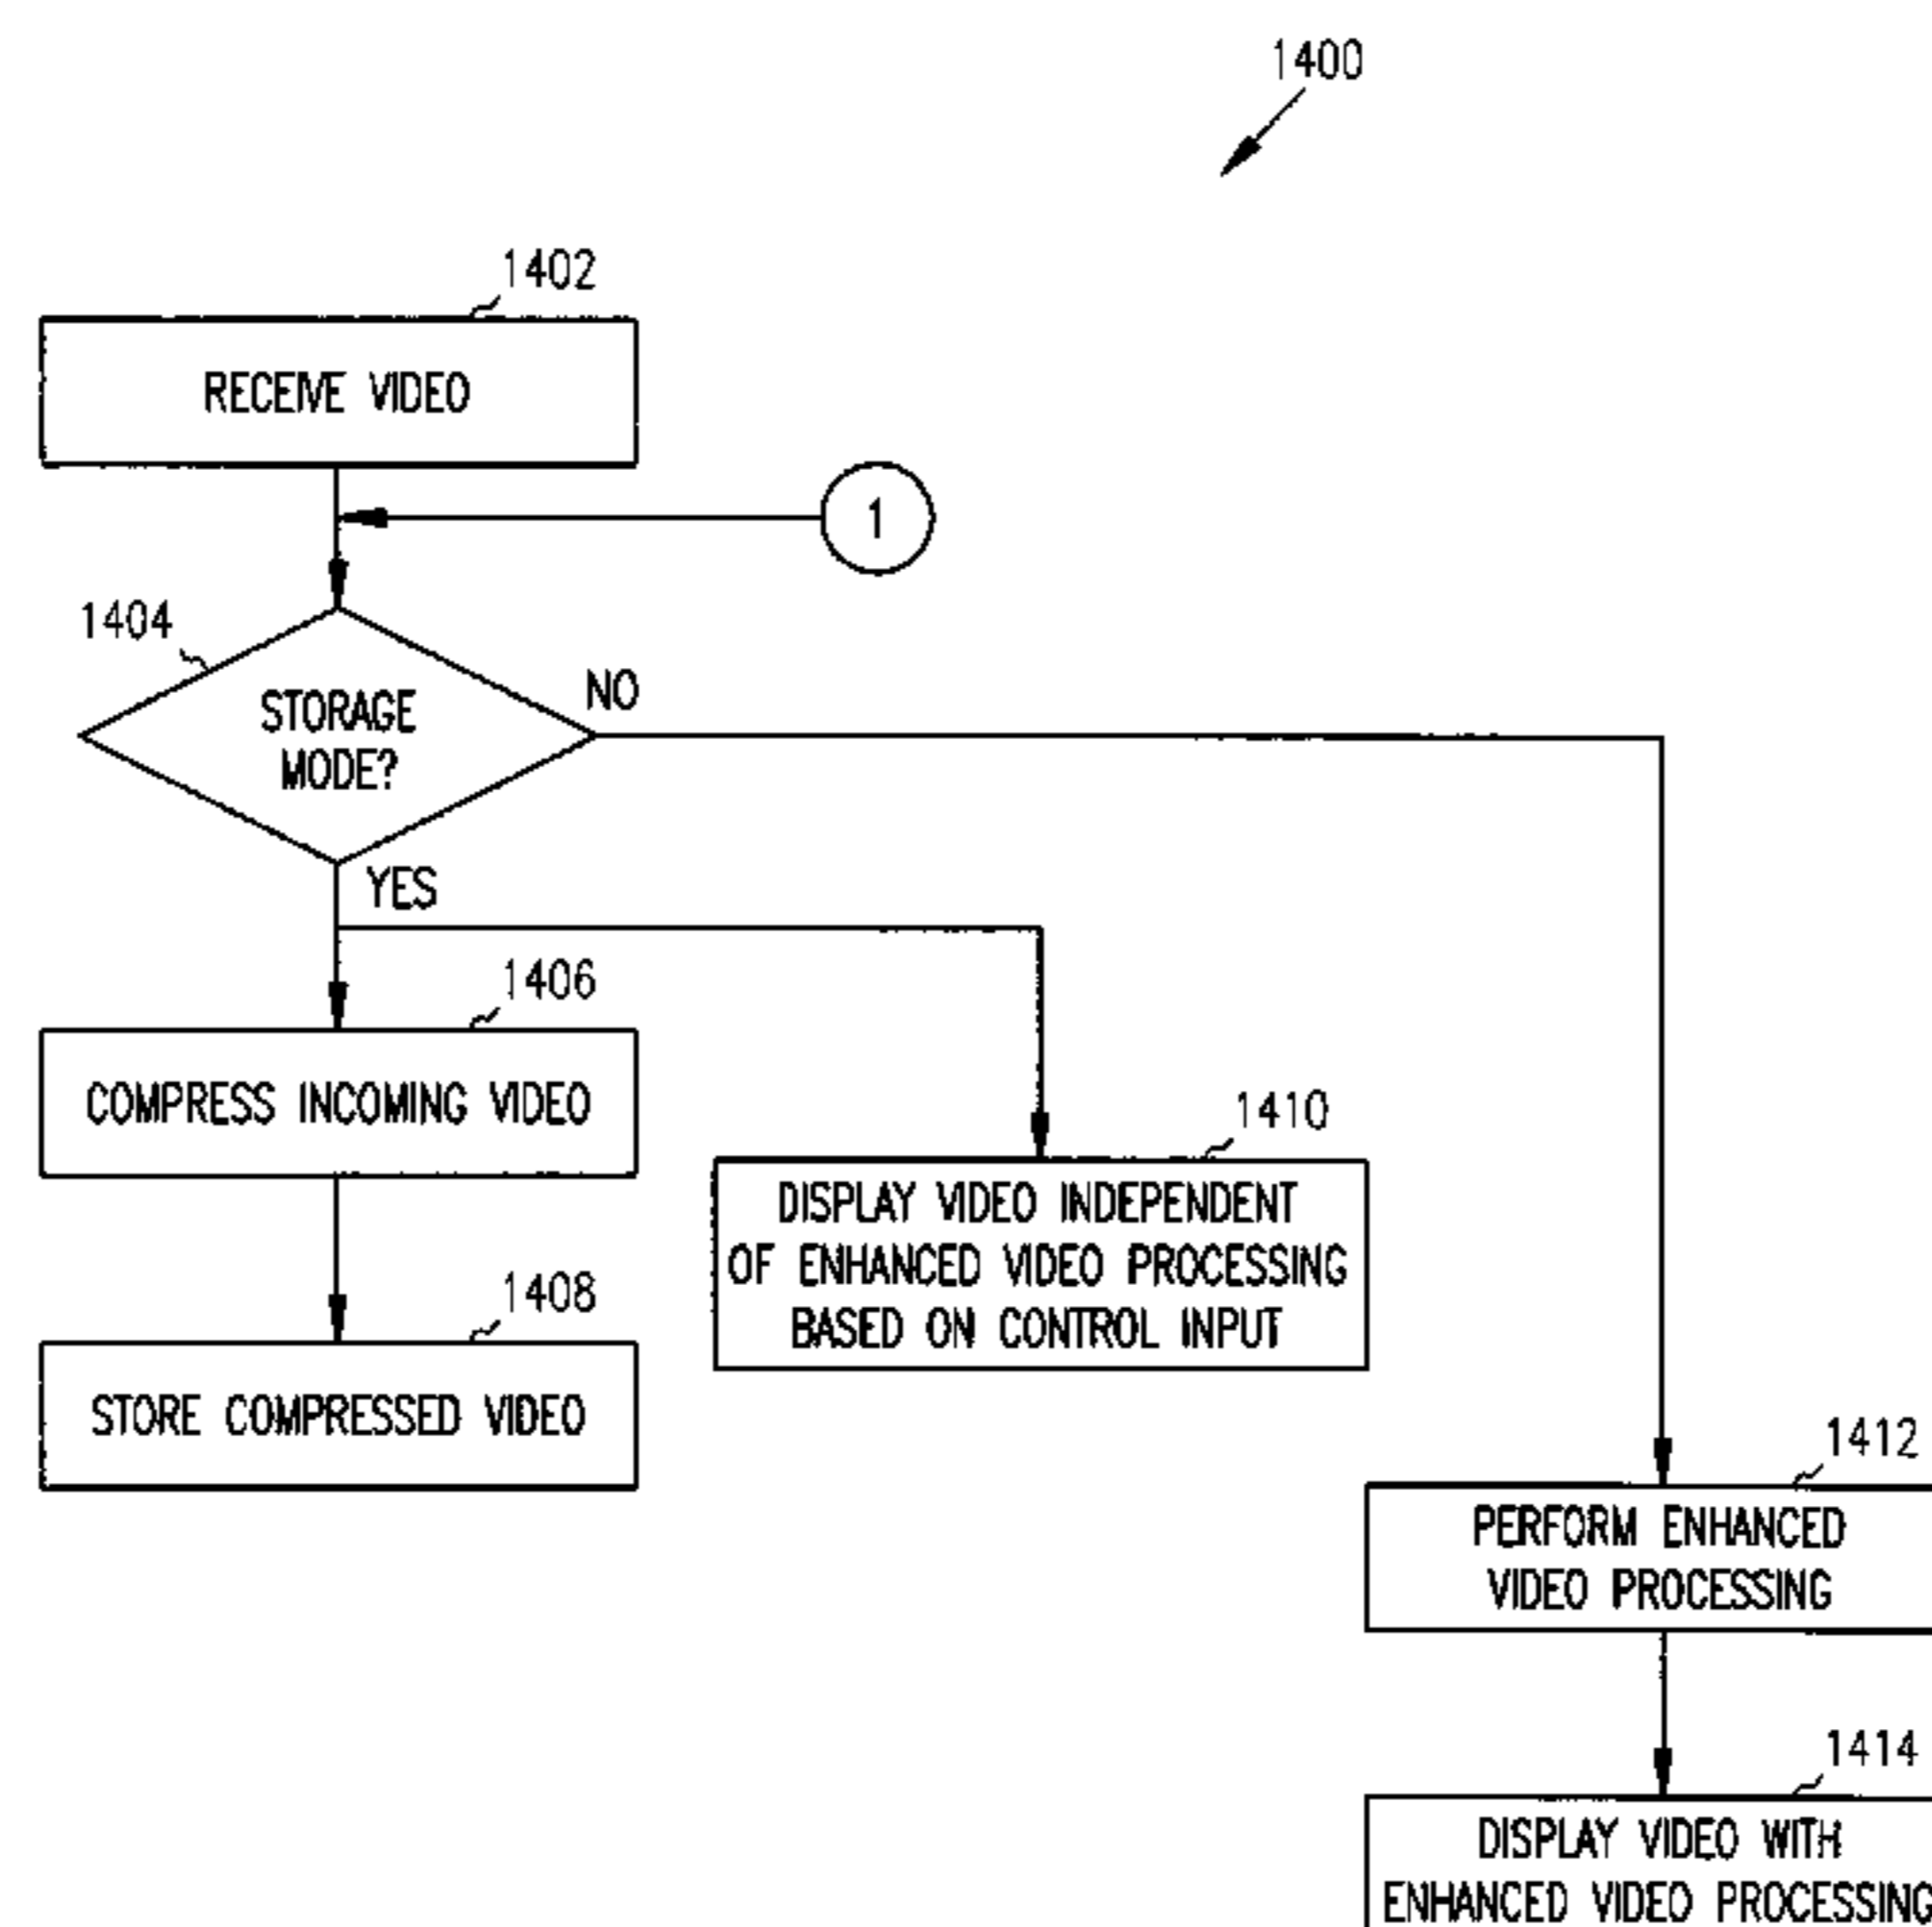 1400
1402
RECEIVE VIDEO
1
1404
STORAGE
MODE?
NO
YES
1406
COMPRESS INCOMING VIDEO
1410
DISPLAY VIDEO INDEPENDENT
OF ENHANCED VIDEO PROCESSING
BASED ON CONTROL INPUT
1408
STORE COMPRESSED VIDEO
1412
PERFORM ENHANCED
VIDEO PROCESSING
1414
DISPLAY VIDEO WITH
ENHANCED VIDEO PROCESSING